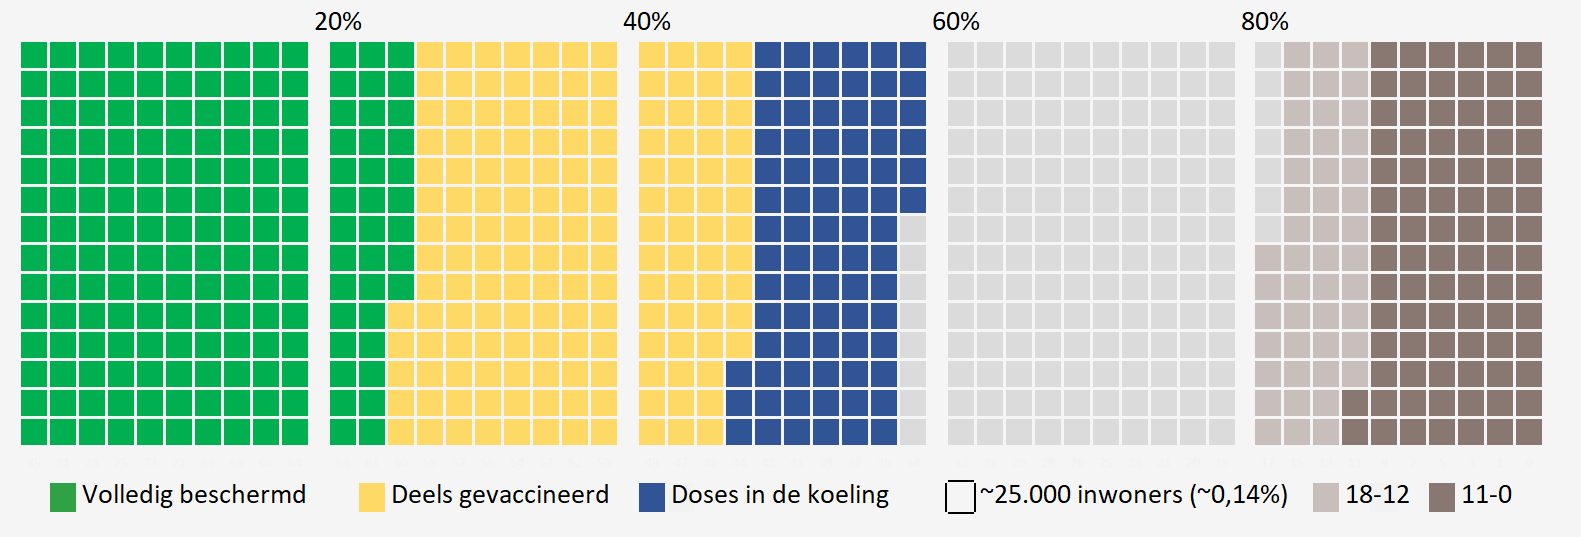 20% 40% 60% 80%
Volledig beschermd Deels gevaccineerd Doses in de koeling ~25.000 inwoners (~0,14%) 18-12 11-0